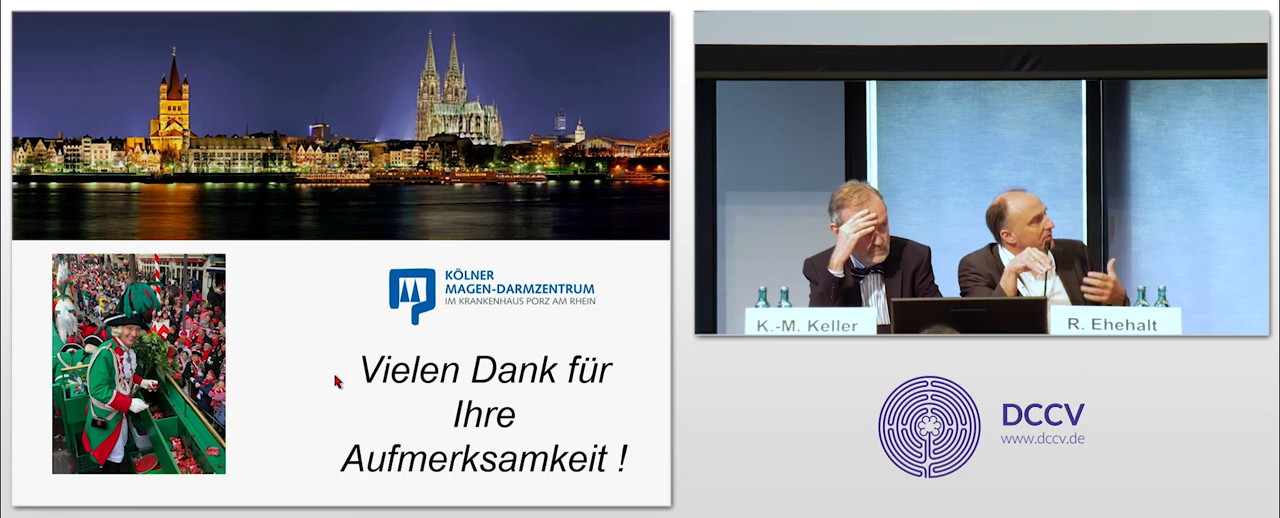 KÖLNER
MAGEN-DARMZENTRUM
IM KRANKENHAUS PORZ AM RHEIN
Vielen Dank für
Ihre
Aufmerksamkeit !
K.-M. Keller
R. Ehehalt
DCCV
www.dccv.de